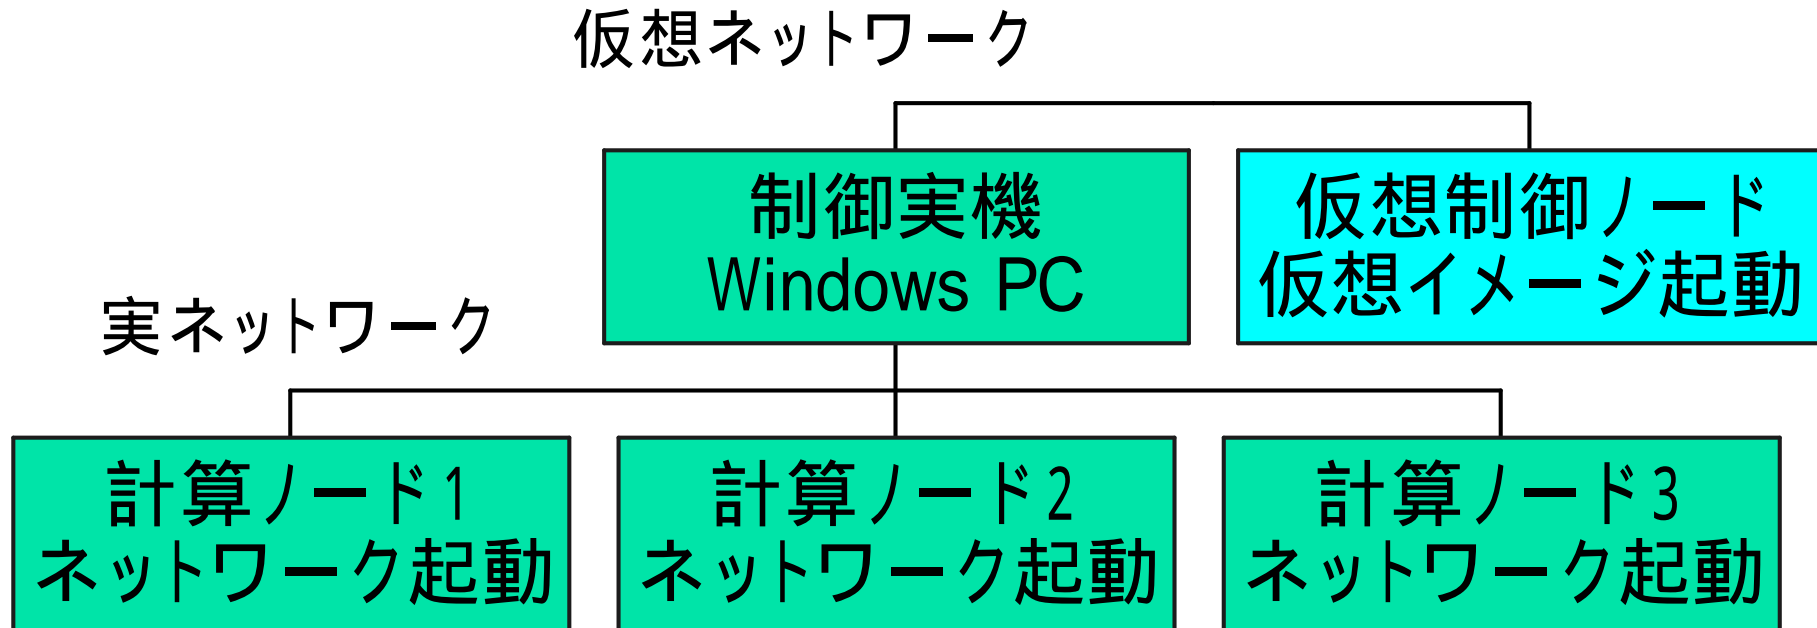 仮想ネットワーク
制御実機
Windows PC
仮想制御ノード
仮想イメージ起動
実ネットワーク
計算ノード1
ネットワーク起動
計算ノード2
ネットワーク起動
計算ノード3
ネットワーク起動